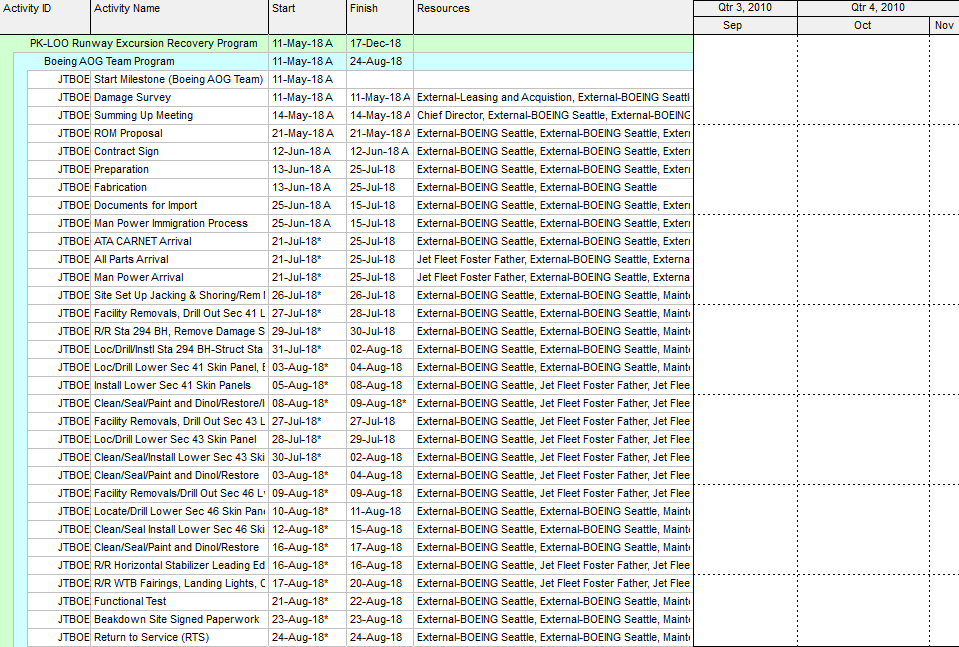 Activity ID Activity Name Start Finish Resources Qtr 3, 2010 Qtr 4, 2010
Sep Oct Nov
PK-LOO Runway Excursion Recovery Program 11-May-18 A 17-Dec-18
Boeing AOG Team Program 11-May-18 A 24-Aug-18
JTBOE Start Milestone (Boeing AOG Team) 11-May-18 A
JTBOE Damage Survey 11-May-18 A 11-May-18 A External-Leasing and Acquistion, External-BOEING Seattl
JTBOE Summing Up Meeting 14-May-18 A 14-May-18 A Chief Director, External-BOEING Seattle, External-BOEING
JTBOE ROM Proposal 21-May-18 A 21-May-18 A External-BOEING Seattle, External-BOEING Seattle, Exter
JTBOE Contract Sign 12-Jun-18 A 12-Jun-18 A External-BOEING Seattle, External-BOEING Seattle, Exter
JTBOE Preparation 13-Jun-18 A 25-Jul-18 External-BOEING Seattle, External-BOEING Seattle, Exter
JTBOE Fabrication 13-Jun-18 A 25-Jul-18 External-BOEING Seattle, External-BOEING Seattle
JTBOE Documents for Import 25-Jun-18 A 15-Jul-18 External-BOEING Seattle, External-BOEING Seattle, Exter
JTBOE Man Power Immigration Process 25-Jun-18 A 15-Jul-18 External-BOEING Seattle, External-BOEING Seattle, Exter
JTBOE ATA CARNET Arrival 21-Jul-18* 25-Jul-18 External-BOEING Seattle, External-BOEING Seattle, Exter
JTBOE All Parts Arrival 21-Jul-18* 25-Jul-18 Jet Fleet Foster Father, External-BOEING Seattle, Externa
JTBOE Man Power Arrival 21-Jul-18* 25-Jul-18 Jet Fleet Foster Father, External-BOEING Seattle, Externa
JTBOE Site Set Up Jacking & Shoring/Rem 26-Jul-18* 26-Jul-18 External-BOEING Seattle, External-BOEING Seattle, Maint
JTBOE Facility Removals, Drill Out Sec 41 L 27-Jul-18* 28-Jul-18 External-BOEING Seattle, External-BOEING Seattle, Maint
JTBOE R/R Sta 294 BH, Remove Damage S 29-Jul-18* 30-Jul-18 External-BOEING Seattle, External-BOEING Seattle, Maint
JTBOE Loc/Drill/Instl Sta 294 BH-Struct Sta 31-Jul-18* 02-Aug-18 External-BOEING Seattle, External-BOEING Seattle, Maint
JTBOE Loc/Drill Lower Sec 41 Skin Panel, 03-Aug-18* 04-Aug-18 External-BOEING Seattle, External-BOEING Seattle, Maint
JTBOE Install Lower Sec 41 Skin Panels 05-Aug-18* 08-Aug-18 External-BOEING Seattle, Jet Fleet Foster Father, Jet Flee
JTBOE Clean/Seal/Paint and Dinol/Restore/ 08-Aug-18* 09-Aug-18* External-BOEING Seattle, Jet Fleet Foster Father, Jet Flee
JTBOE Facility Removals, Drill Out Sec 43 L 27-Jul-18* 27-Jul-18 External-BOEING Seattle, Jet Fleet Foster Father, Jet Flee
JTBOE Loc/Drill Lower Sec 43 Skin Panel 28-Jul-18* 29-Jul-18 External-BOEING Seattle, Jet Fleet Foster Father, Jet Flee
JTBOE Clean/Seal/Install Lower Sec 43 Ski 30-Jul-18* 02-Aug-18 External-BOEING Seattle, Jet Fleet Foster Father, Jet Flee
JTBOE Clean/Seal/Paint and Dinol/Restore 03-Aug-18* 04-Aug-18 External-BOEING Seattle, Jet Fleet Foster Father, Jet Flee
JTBOE Facility Removals/Drill Out Sec 46 L 09-Aug-18* 09-Aug-18 External-BOEING Seattle, Jet Fleet Foster Father, Jet Flee
JTBOE Locate/Drill Lower Sec 46 Skin Pan 10-Aug-18* 11-Aug-18 External-BOEING Seattle, Jet Fleet Foster Father, Jet Flee
JTBOE Clean/Seal Install Lower Sec 46 Ski 12-Aug-18* 15-Aug-18 External-BOEING Seattle, Jet Fleet Foster Father, Jet Flee
JTBOE Clean/Seal/Paint and Dinol/Restore 16-Aug-18* 17-Aug-18 External-BOEING Seattle, Jet Fleet Foster Father, Jet Flee
JTBOE R/R Horizontal Stabilizer Leading Ed 16-Aug-18* 16-Aug-18 External-BOEING Seattle, Jet Fleet Foster Father, Jet Flee
JTBOE R/R WTB Fairings, Landing Lights, C 17-Aug-18* 20-Aug-18 External-BOEING Seattle, Jet Fleet Foster Father, Jet Flee
JTBOE Functional Test 21-Aug-18* 22-Aug-18 External-BOEING Seattle, External-BOEING Seattle, Maint
JTBOE Beakdown Site Signed Paperwork 23-Aug-18* 23-Aug-18 External-BOEING Seattle, External-BOEING Seattle, Maint
JTBOE Return to Service (RTS) 24-Aug-18* 24-Aug-18 External-BOEING Seattle, External-BOEING Seattle, Maint